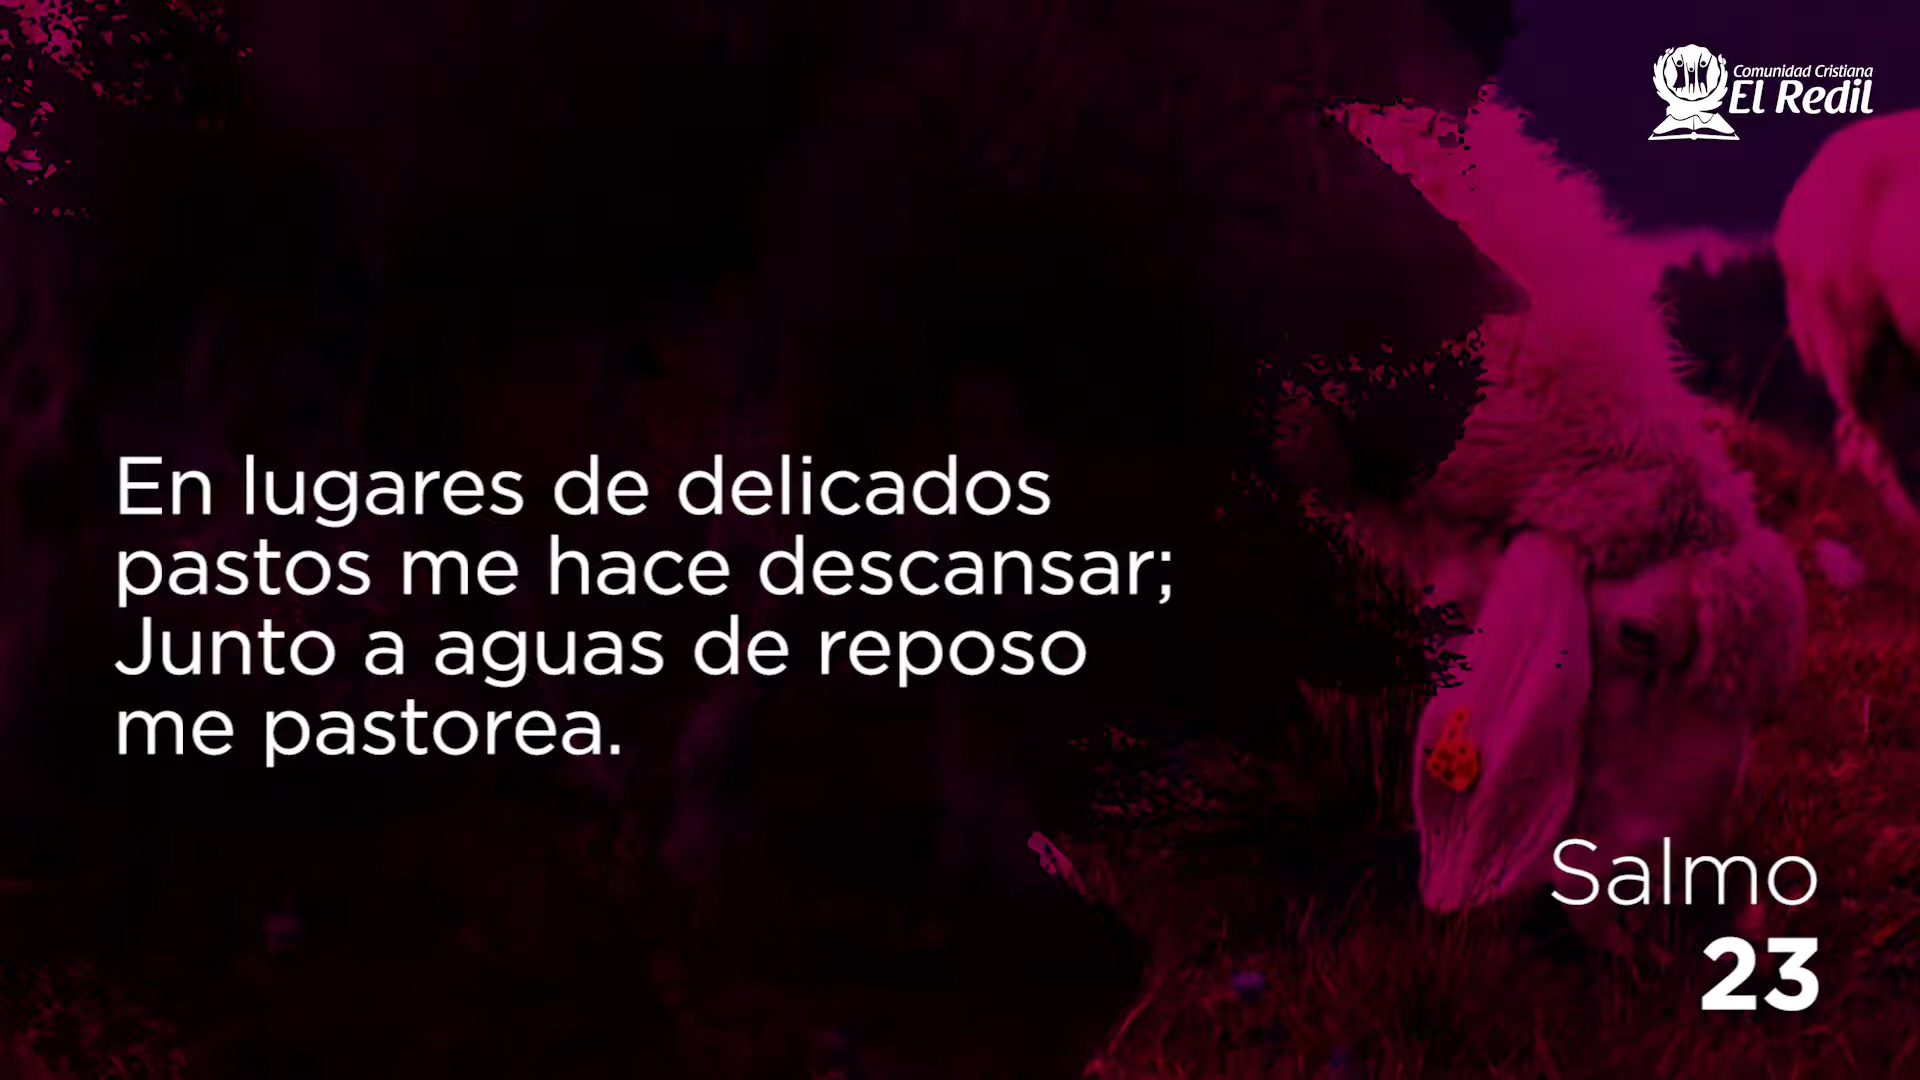 Comunidad Cristiana
El Redil
En lugares de delicados
pastos me hace descansar;
Junto a aguas de reposo
me pastorea.
Salmo
23